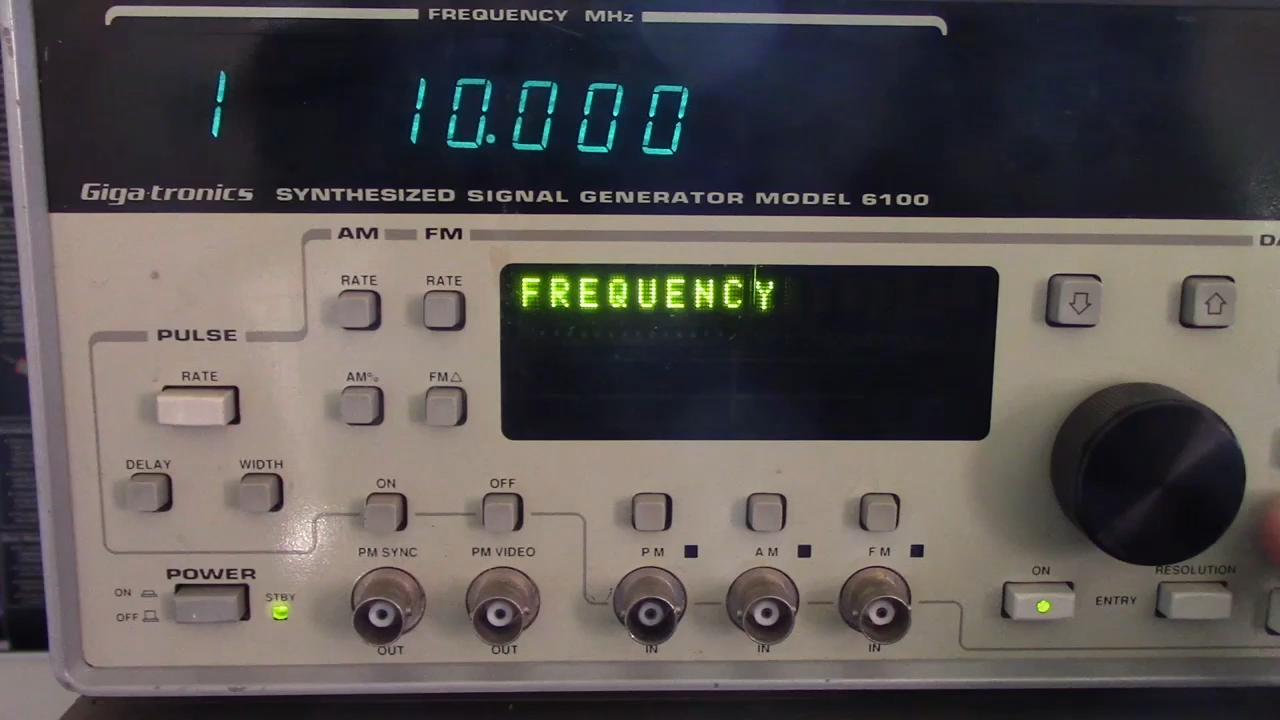 FREQUENCY MHz
1 10.000
Giga-tronics SYNTHESIZED SIGNAL GENERATOR MODEL 6100
AM FM
RATE RATE
FREQUENCY
PULSE
RATE
AM% FM△
DELAY WIDTH
ON OFF
PM SYNC PM VIDEO PM AM FM
POWER
ON STBY
OFF
ON RESOLUTION
ENTRY
OUT OUT IN IN IN